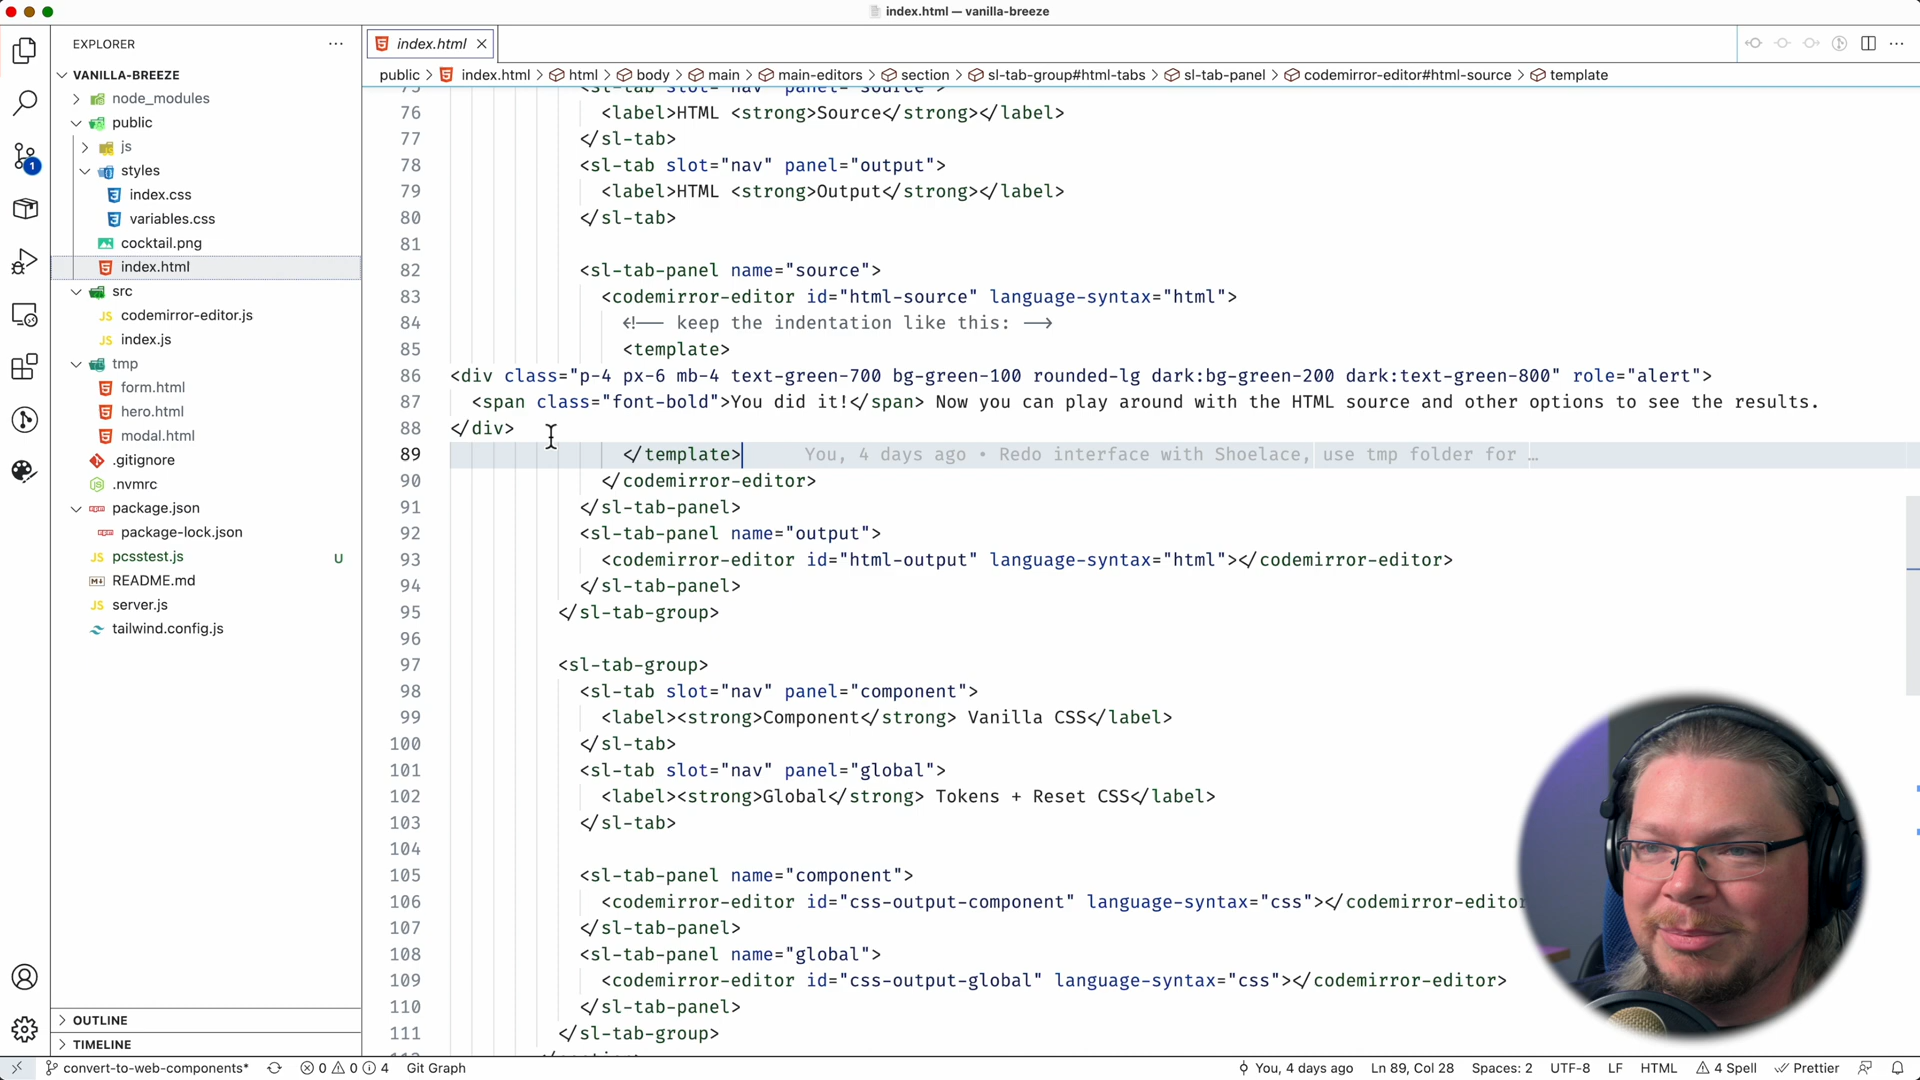 index.html — vanilla-breeze
EXPLORER
VANILLA-BREEZE
node_modules
public
js
styles
index.css
variables.css
cocktail.png
index.html
src
codemirror-editor.js
index.js
tmp
form.html
hero.html
modal.html
.gitignore
.nvmrc
package.json
package-lock.json
pcsstest.js U
README.md
server.js
tailwind.config.js
OUTLINE
TIMELINE
1
index.html
public > index.html > html > body > main > main-editors > section > sl-tab-group#html-tabs > sl-tab-panel > codemirror-editor#html-source > template
75 <sl-tab slot="nav" panel="source">
76 <label>HTML <strong>Source</strong></label>
77 </sl-tab>
78 <sl-tab slot="nav" panel="output">
79 <label>HTML <strong>Output</strong></label>
80 </sl-tab>
81
82 <sl-tab-panel name="source">
83 <codemirror-editor id="html-source" language-syntax="html">
84 <!-- keep the indentation like this: -->
85 <template>
86 <div class="p-4 px-6 mb-4 text-green-700 bg-green-100 rounded-lg dark:bg-green-200 dark:text-green-800" role="alert">
87 <span class="font-bold">You did it!</span> Now you can play around with the HTML source and other options to see the results.
88 </div>
89 </template> You, 4 days ago • Redo interface with Shoelace, use tmp folder for …
90 </codemirror-editor>
91 </sl-tab-panel>
92 <sl-tab-panel name="output">
93 <codemirror-editor id="html-output" language-syntax="html"></codemirror-editor>
94 </sl-tab-panel>
95 </sl-tab-group>
96
97 <sl-tab-group>
98 <sl-tab slot="nav" panel="component">
99 <label><strong>Component</strong> Vanilla CSS</label>
100 </sl-tab>
101 <sl-tab slot="nav" panel="global">
102 <label><strong>Global</strong> Tokens + Reset CSS</label>
103 </sl-tab>
104
105 <sl-tab-panel name="component">
106 <codemirror-editor id="css-output-component" language-syntax="css"></codemirror-editor
107 </sl-tab-panel>
108 <sl-tab-panel name="global">
109 <codemirror-editor id="css-output-global" language-syntax="css"></codemirror-editor>
110 </sl-tab-panel>
111 </sl-tab-group>
convert-to-web-components* 0 0 4 Git Graph You, 4 days ago Ln 89, Col 28 Spaces: 2 UTF-8 LF HTML 4 Spell Prettier